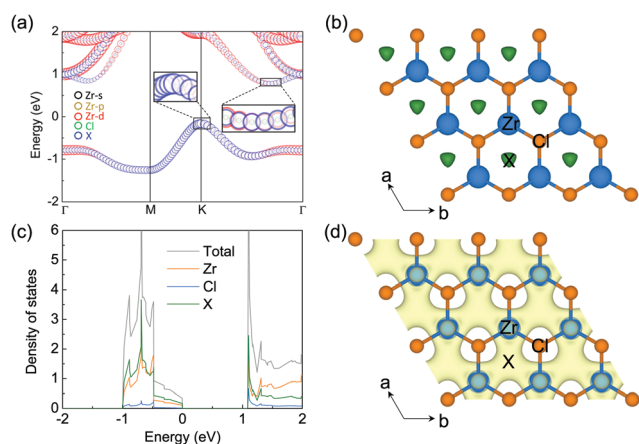 (a)
2
1
0
-1
-2
Energy (eV)
Zr-s
Zr-p
Zr-d
Cl
X
Γ M K Γ
(b)
Zr
Cl
X
a
b
(c)
6
5
4
3
2
1
0
Density of states
Total
Zr
Cl
X
-2 -1 0 1 2
Energy (eV)
(d)
Zr
Cl
X
a
b